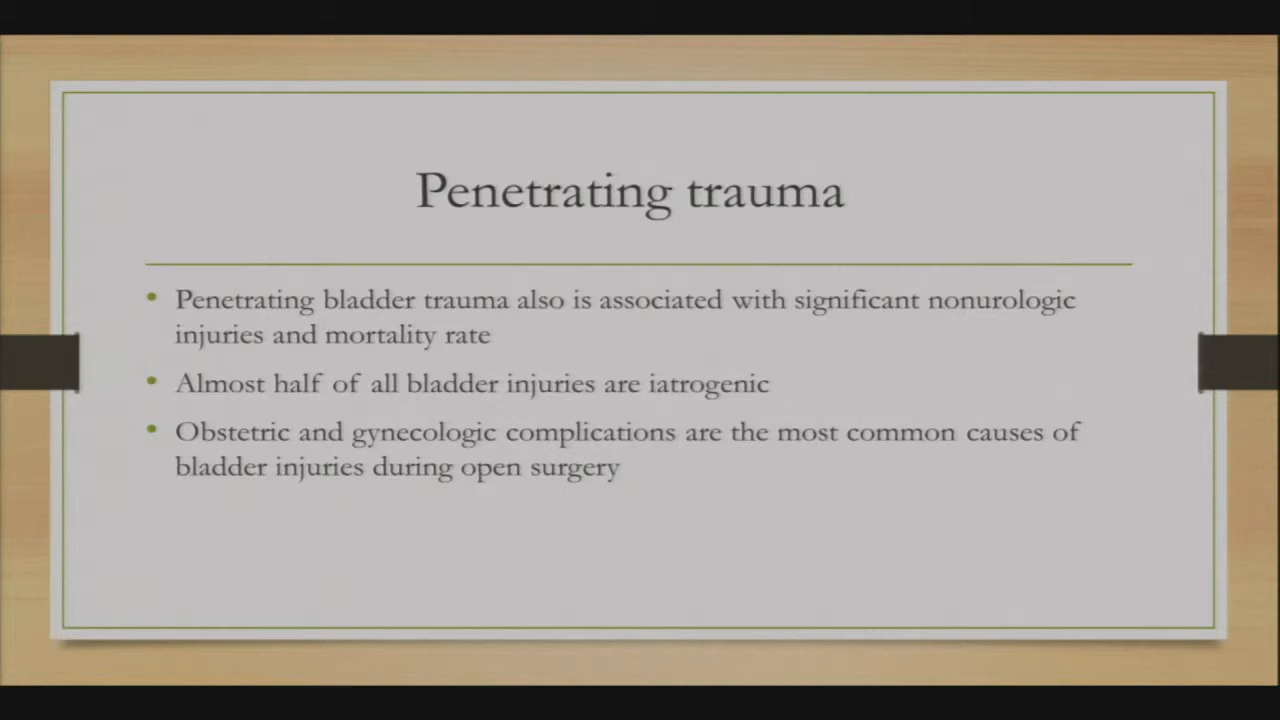 Penetrating trauma
• Penetrating bladder trauma also is associated with significant nonurologic
injuries and mortality rate
• Almost half of all bladder injuries are iatrogenic
• Obstetric and gynecologic complications are the most common causes of
bladder injuries during open surgery